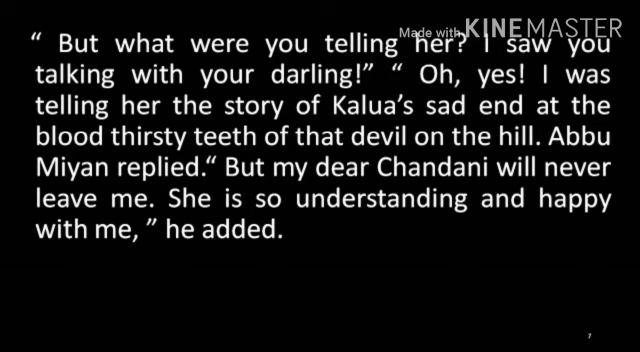 Made with KINEMASTER
“ But what were you telling her? I saw you
talking with your darling!” “ Oh, yes! I was
telling her the story of Kalua’s sad end at the
blood thirsty teeth of that devil on the hill. Abbu
Miyan replied.“ But my dear Chandani will never
leave me. She is so understanding and happy
with me, ” he added.
7